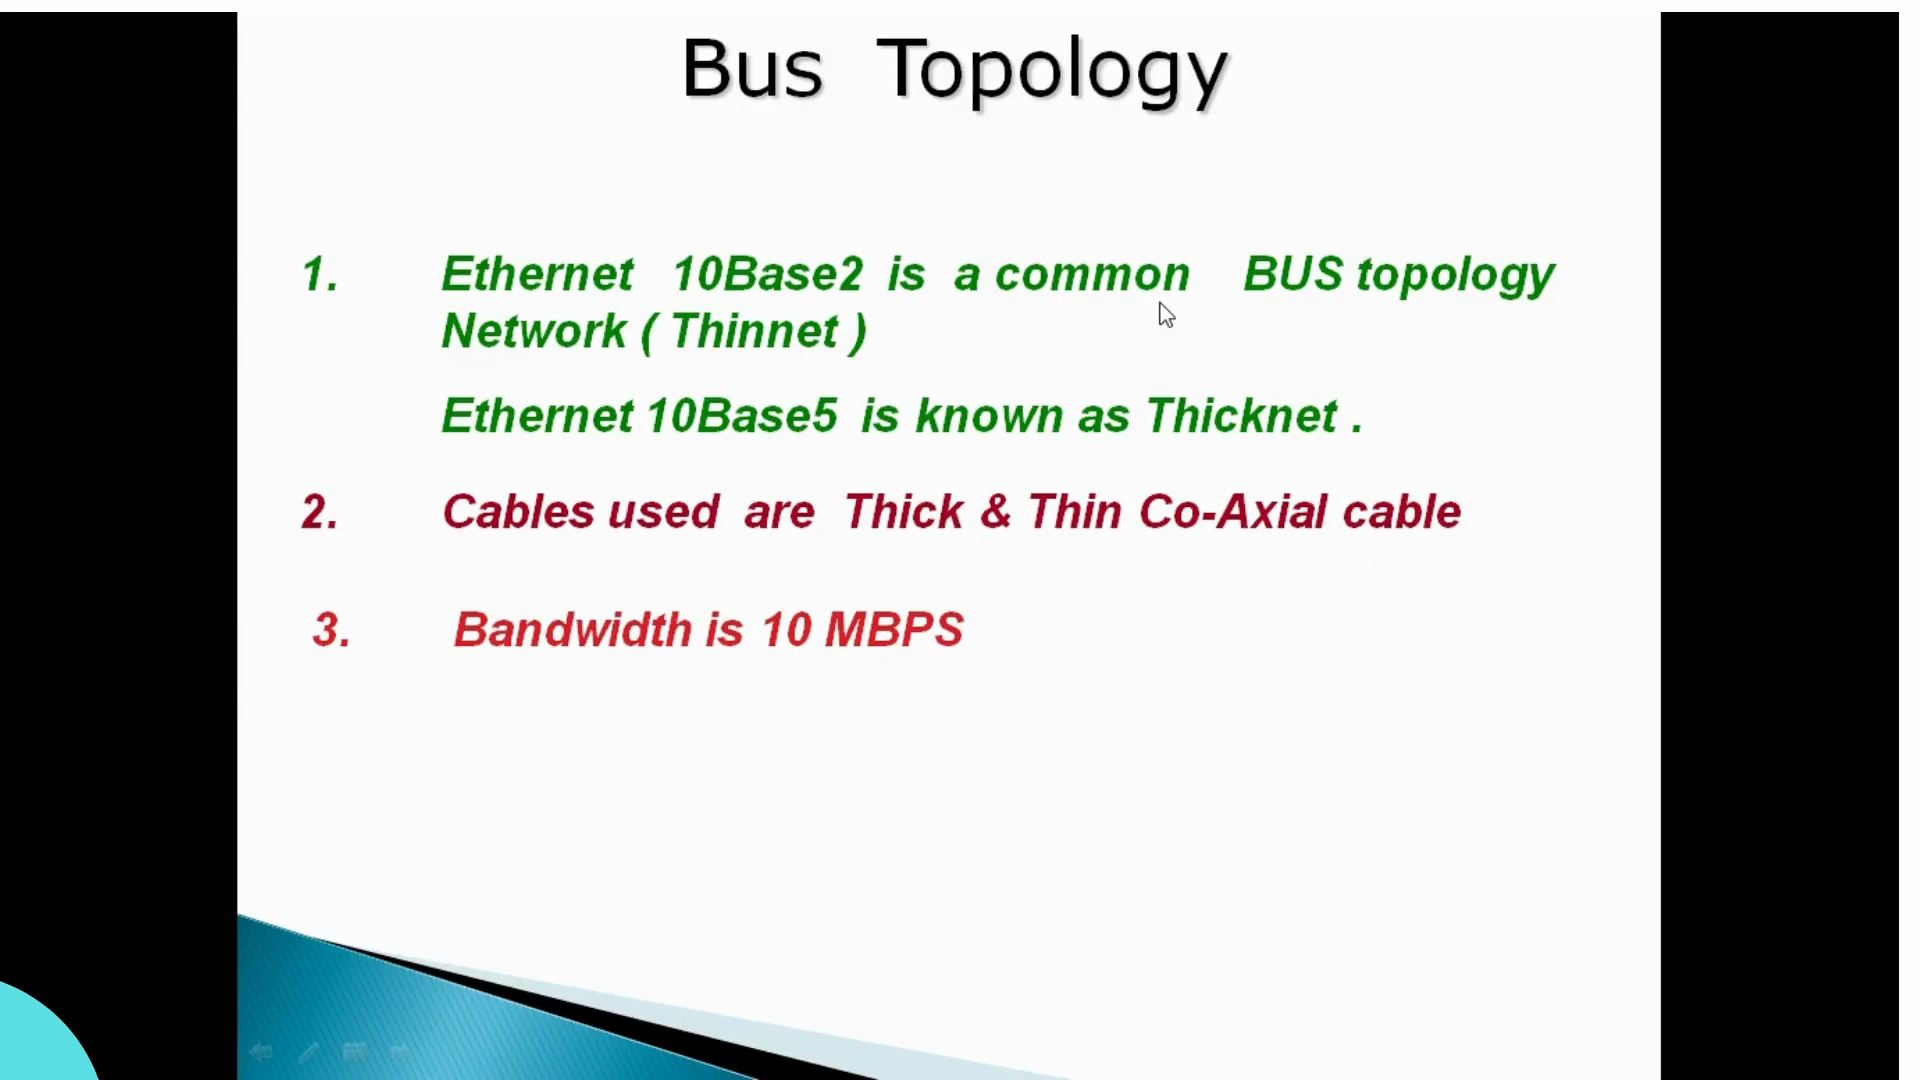 Bus Topology
1. Ethernet 10Base2 is a common BUS topology
Network ( Thinnet )
Ethernet 10Base5 is known as Thicknet .
2. Cables used are Thick & Thin Co-Axial cable
3. Bandwidth is 10 MBPS